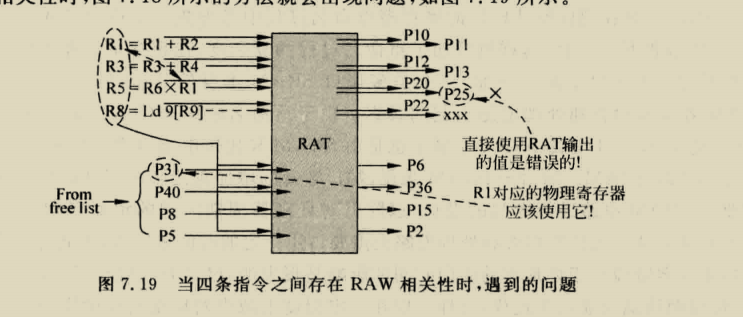 相关性时,图 7.18 所示的方法就会出现问题,如图 7.19 所示。
R1 = R1 + R2
R3 = R3 + R4
R5 = R6 × R1
R8 = Ld 9[R9]
P10
P11
P12
P13
P20
P25
×
P22
xxx
RAT
直接使用RAT输出
的值是错误的!
From
free list
P31
P40
P8
P5
P6
P36
P15
P2
R1对应的物理寄存器
应该使用它!
图 7.19 当四条指令之间存在 RAW 相关性时,遇到的问题